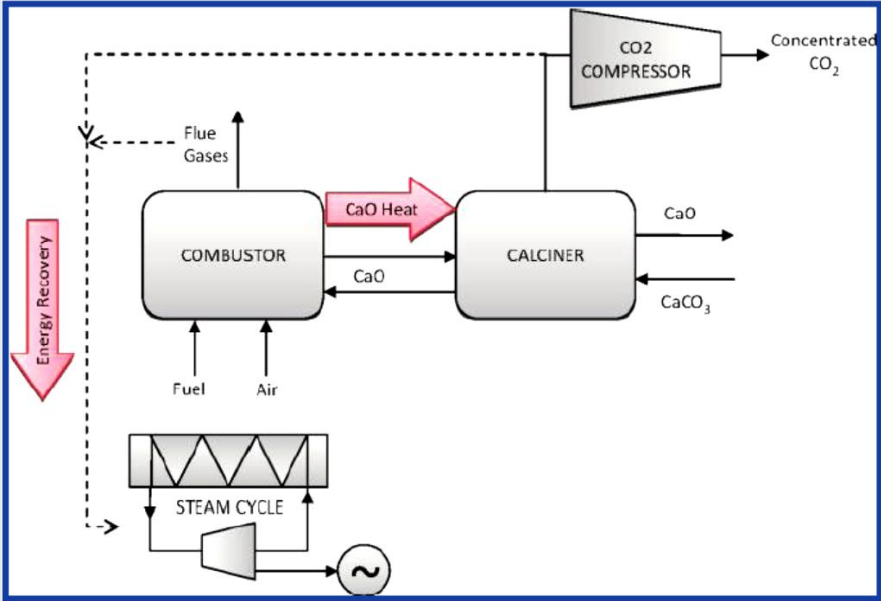 CO2
COMPRESSOR
Concentrated
CO₂
Flue
Gases
CaO Heat
CaO
COMBUSTOR
CALCINER
CaO
CaCO₃
Energy Recovery
Fuel
Air
STEAM CYCLE
~